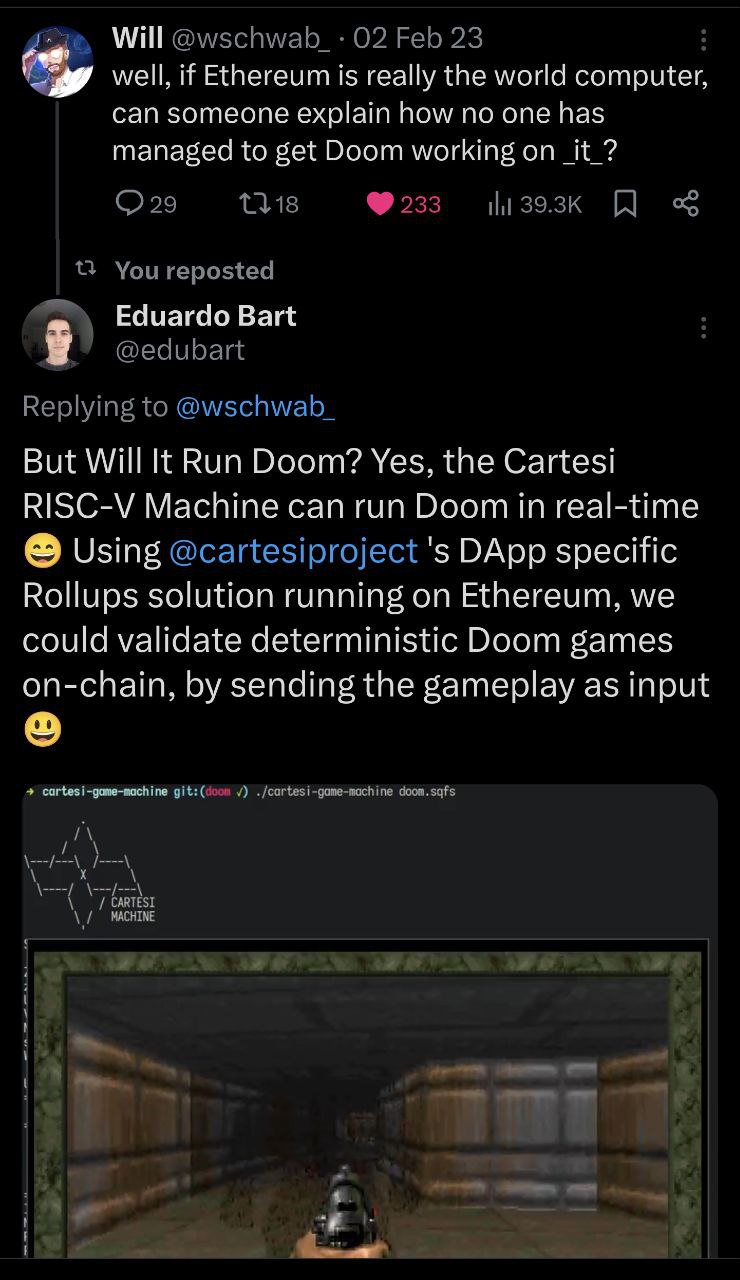 Will @wschwab_ · 02 Feb 23
well, if Ethereum is really the world computer,
can someone explain how no one has
managed to get Doom working on _it_?
29 18 233 39.3K
You reposted
Eduardo Bart
@edubart
Replying to @wschwab_
But Will It Run Doom? Yes, the Cartesi
RISC-V Machine can run Doom in real-time
😄 Using @cartesiproject 's DApp specific
Rollups solution running on Ethereum, we
could validate deterministic Doom games
on-chain, by sending the gameplay as input
😃
→ cartesi-game-machine git:(doom ✓) ./cartesi-game-machine doom.sqfs
CARTESI
MACHINE